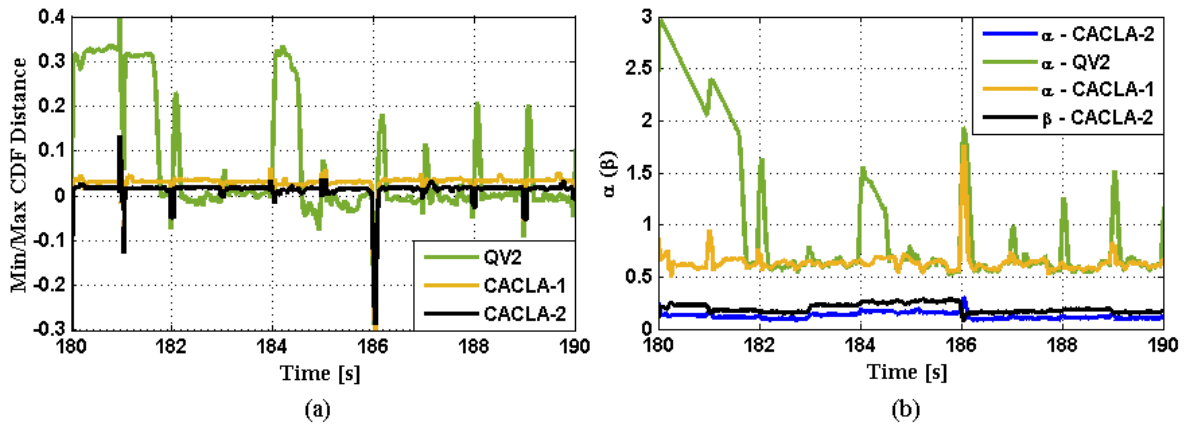 0.4
0.3
0.2
0.1
0
-0.1
-0.2
-0.3
Min/Max CDF Distance
QV2
CACLA-1
CACLA-2
180 182 184 186 188 190
Time [s]
(a)
3
2.5
2
1.5
1
0.5
0
α (β)
α - CACLA-2
α - QV2
α - CACLA-1
β - CACLA-2
180 182 184 186 188 190
Time [s]
(b)